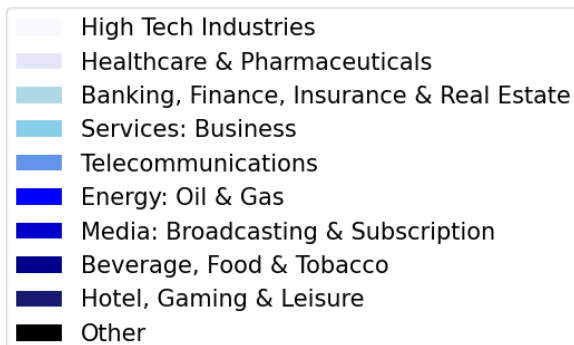 High Tech Industries
Healthcare & Pharmaceuticals
Banking, Finance, Insurance & Real Estate
Services: Business
Telecommunications
Energy: Oil & Gas
Media: Broadcasting & Subscription
Beverage, Food & Tobacco
Hotel, Gaming & Leisure
Other